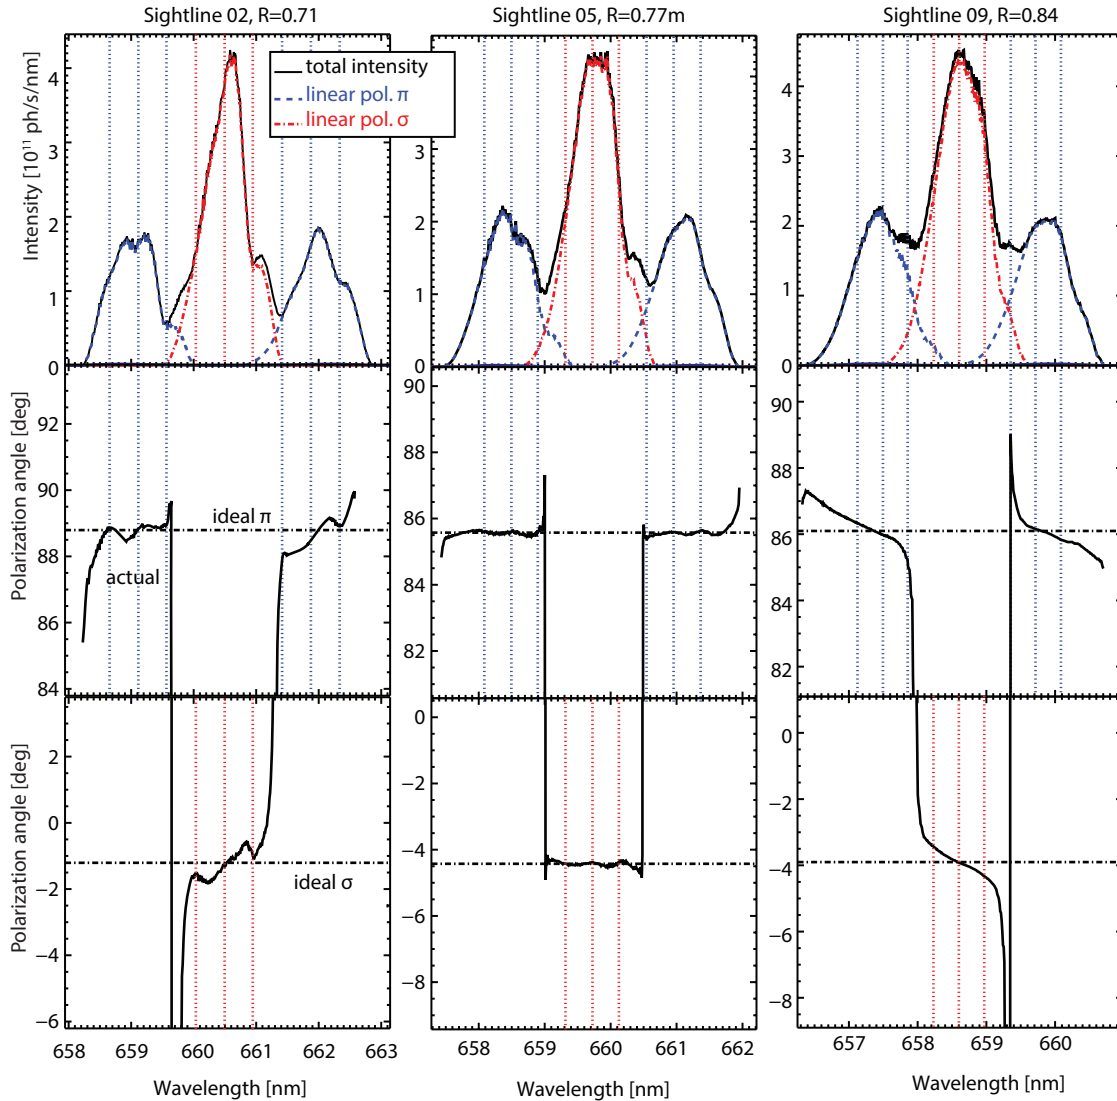 Sightline 02, R=0.71
Sightline 05, R=0.77m
Sightline 09, R=0.84
Intensity [10¹¹ ph/s/nm]
4
3
2
1
0
total intensity
linear pol. π
linear pol. σ
4
3
2
1
0
4
3
2
1
0
Polarization angle [deg]
92
90
88
86
84
ideal π
actual
90
88
86
84
82
90
88
86
84
82
Polarization angle [deg]
2
0
−2
−4
−6
ideal σ
0
−2
−4
−6
−8
0
−2
−4
−6
−8
658 659 660 661 662 663
658 659 660 661 662
657 658 659 660
Wavelength [nm]
Wavelength [nm]
Wavelength [nm]